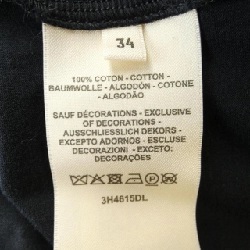 34
100% COTON - COTTON -
BAUMWOLLE - ALGODÓN - COTONE
- ALGODÃO
SAUF DÉCORATIONS - EXCLUSIVE
OF DECORATIONS -
AUSSCHLIESSLICH DEKORS -
EXCEPTO ADORNOS - ESCLUSE
DECORAZIONI - EXCETO:
DECORAÇÕES
3H4615DL